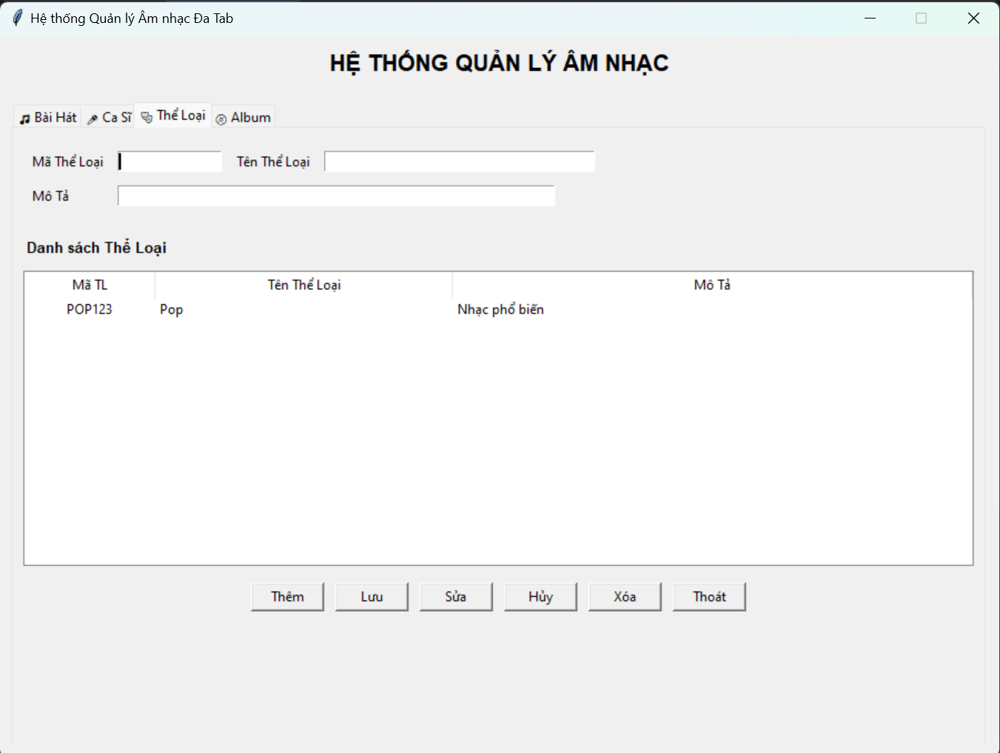 Hệ thống Quản lý Âm nhạc Đa Tab
HỆ THỐNG QUẢN LÝ ÂM NHẠC
Bài Hát Ca Sĩ Thể Loại Album
Mã Thể Loại Tên Thể Loại
Mô Tả
Danh sách Thể Loại
Mã TL Tên Thể Loại Mô Tả
POP123 Pop Nhạc phổ biến
Thêm Lưu Sửa Hủy Xóa Thoát